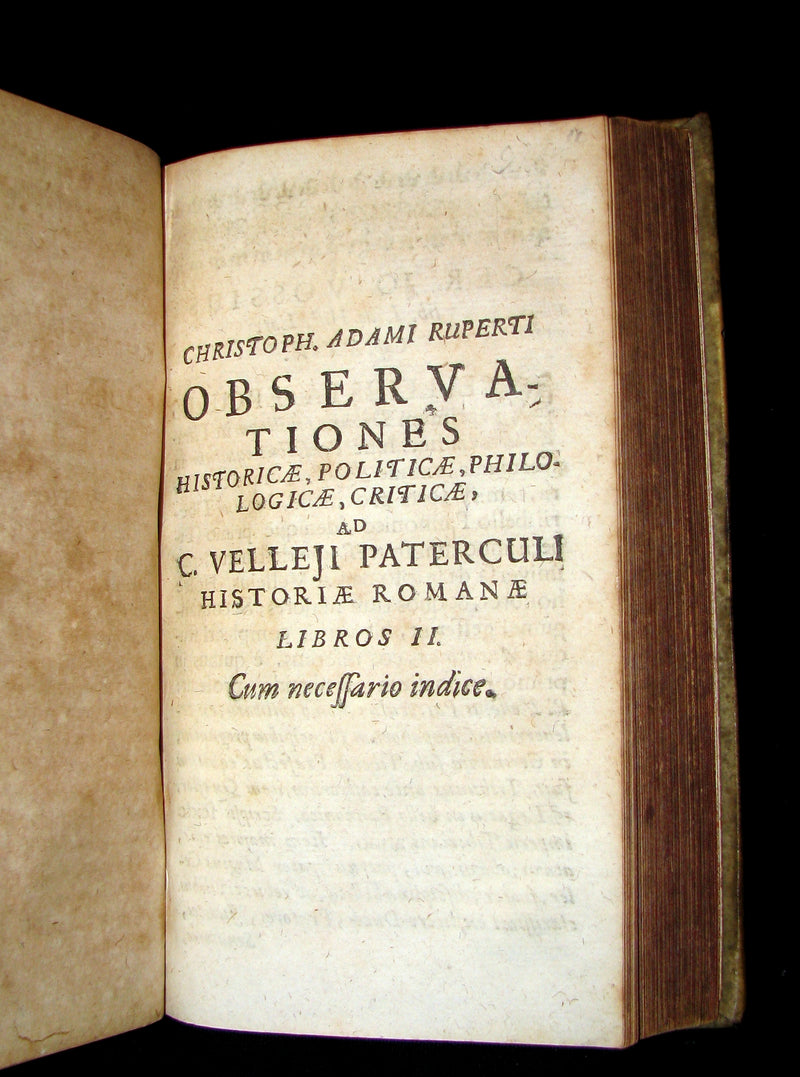 CHRISTOPH. ADAMI RUPERTI
OBSERVA-
TIONES
HISTORICÆ, POLITICÆ, PHILO-
LOGICÆ, CRITICÆ,
AD
C. VELLEJI PATERCULI
HISTORIÆ ROMANÆ
LIBROS II.
Cum neceſſario indice.